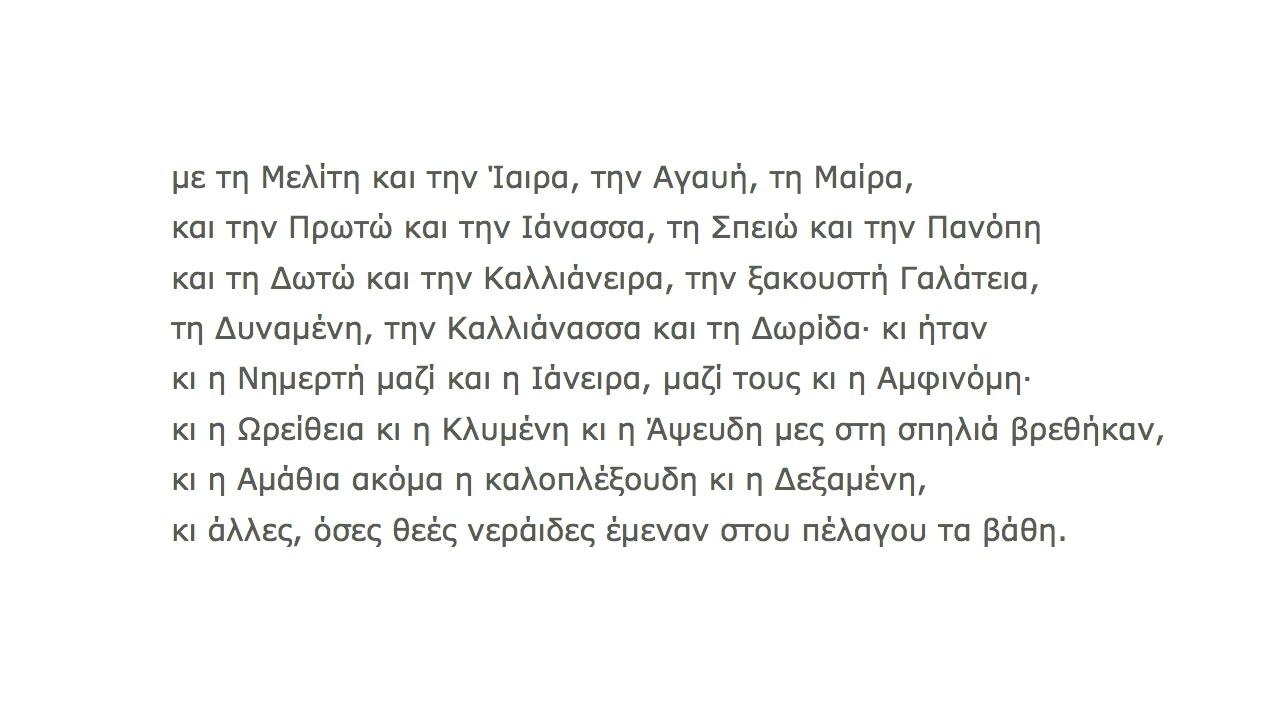 με τη Μελίτη και την Ίαιρα, την Αγαυή, τη Μαίρα,
και την Πρωτώ και την Ιάνασσα, τη Σπειώ και την Πανόπη
και τη Δωτώ και την Καλλιάνειρα, την ξακουστή Γαλάτεια,
τη Δυναμένη, την Καλλιάνασσα και τη Δωρίδα· κι ήταν
κι η Νημερτή μαζί και η Ιάνειρα, μαζί τους κι η Αμφινόμη·
κι η Ωρείθεια κι η Κλυμένη κι η Άψευδη μες στη σπηλιά βρεθήκαν,
κι η Αμάθια ακόμα η καλοπλέξουδη κι η Δεξαμένη,
κι άλλες, όσες θεές νεράιδες έμεναν στου πέλαγου τα βάθη.